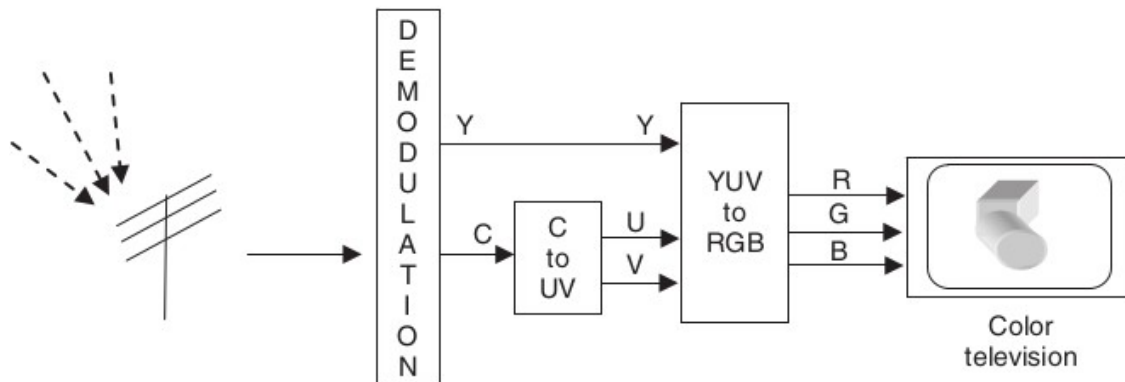 DEMODULATION
Y
Y
C
C
to
UV
U
V
YUV
to
RGB
R
G
B
Color
television